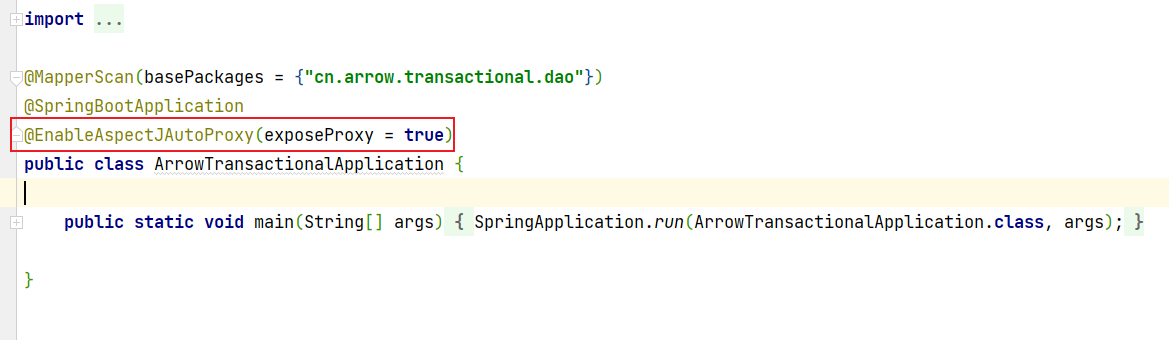 import ...
@MapperScan(basePackages = {"cn.arrow.transactional.dao"})
@SpringBootApplication
@EnableAspectJAutoProxy(exposeProxy = true)
public class ArrowTransactionalApplication {
public static void main(String[] args) { SpringApplication.run(ArrowTransactionalApplication.class, args); }
}